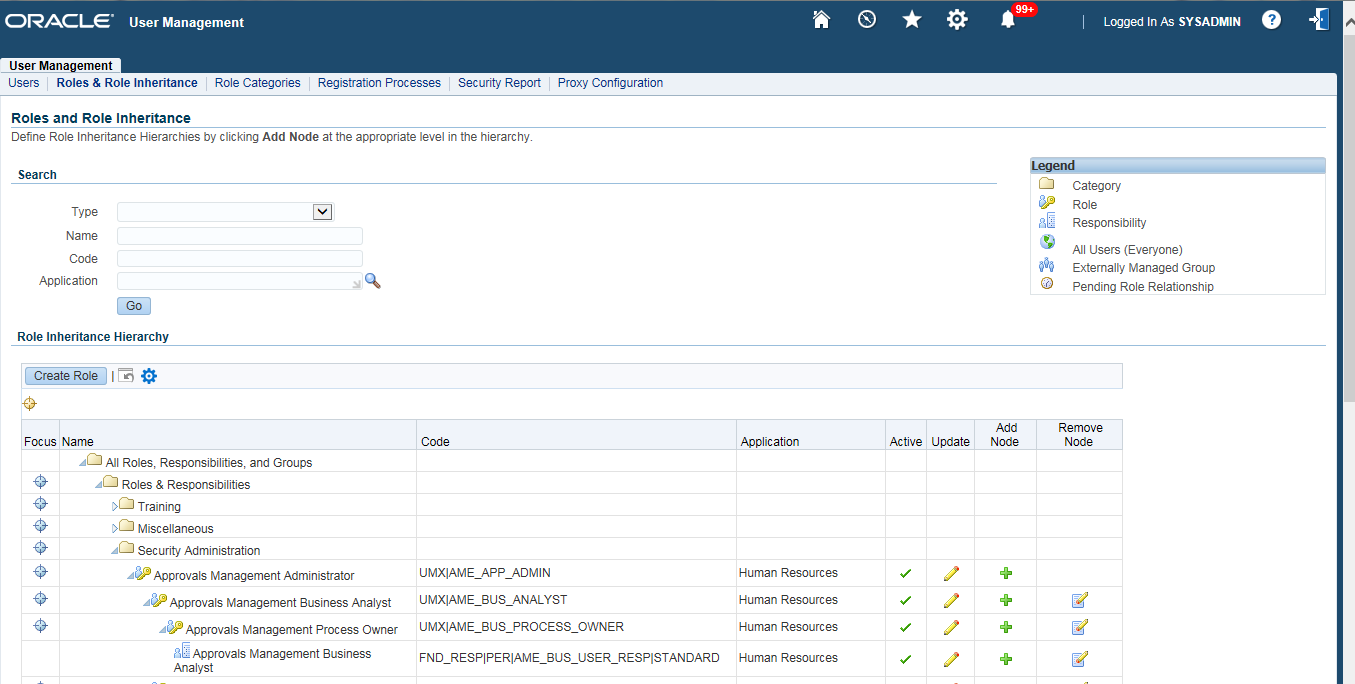 ORACLE User Management 99+ Logged In As SYSADMIN ?
User Management
Users Roles & Role Inheritance Role Categories Registration Processes Security Report Proxy Configuration
Roles and Role Inheritance
Define Role Inheritance Hierarchies by clicking Add Node at the appropriate level in the hierarchy.
Search
Type
Name
Code
Application
Go
Legend
Category
Role
Responsibility
All Users (Everyone)
Externally Managed Group
Pending Role Relationship
Role Inheritance Hierarchy
Create Role
Focus Name Code Application Active Update Add Node Remove Node
All Roles, Responsibilities, and Groups
Roles & Responsibilities
Training
Miscellaneous
Security Administration
Approvals Management Administrator UMX|AME_APP_ADMIN Human Resources
Approvals Management Business Analyst UMX|AME_BUS_ANALYST Human Resources
Approvals Management Process Owner UMX|AME_BUS_PROCESS_OWNER Human Resources
Approvals Management Business Analyst FND_RESP|PER|AME_BUS_USER_RESP|STANDARD Human Resources